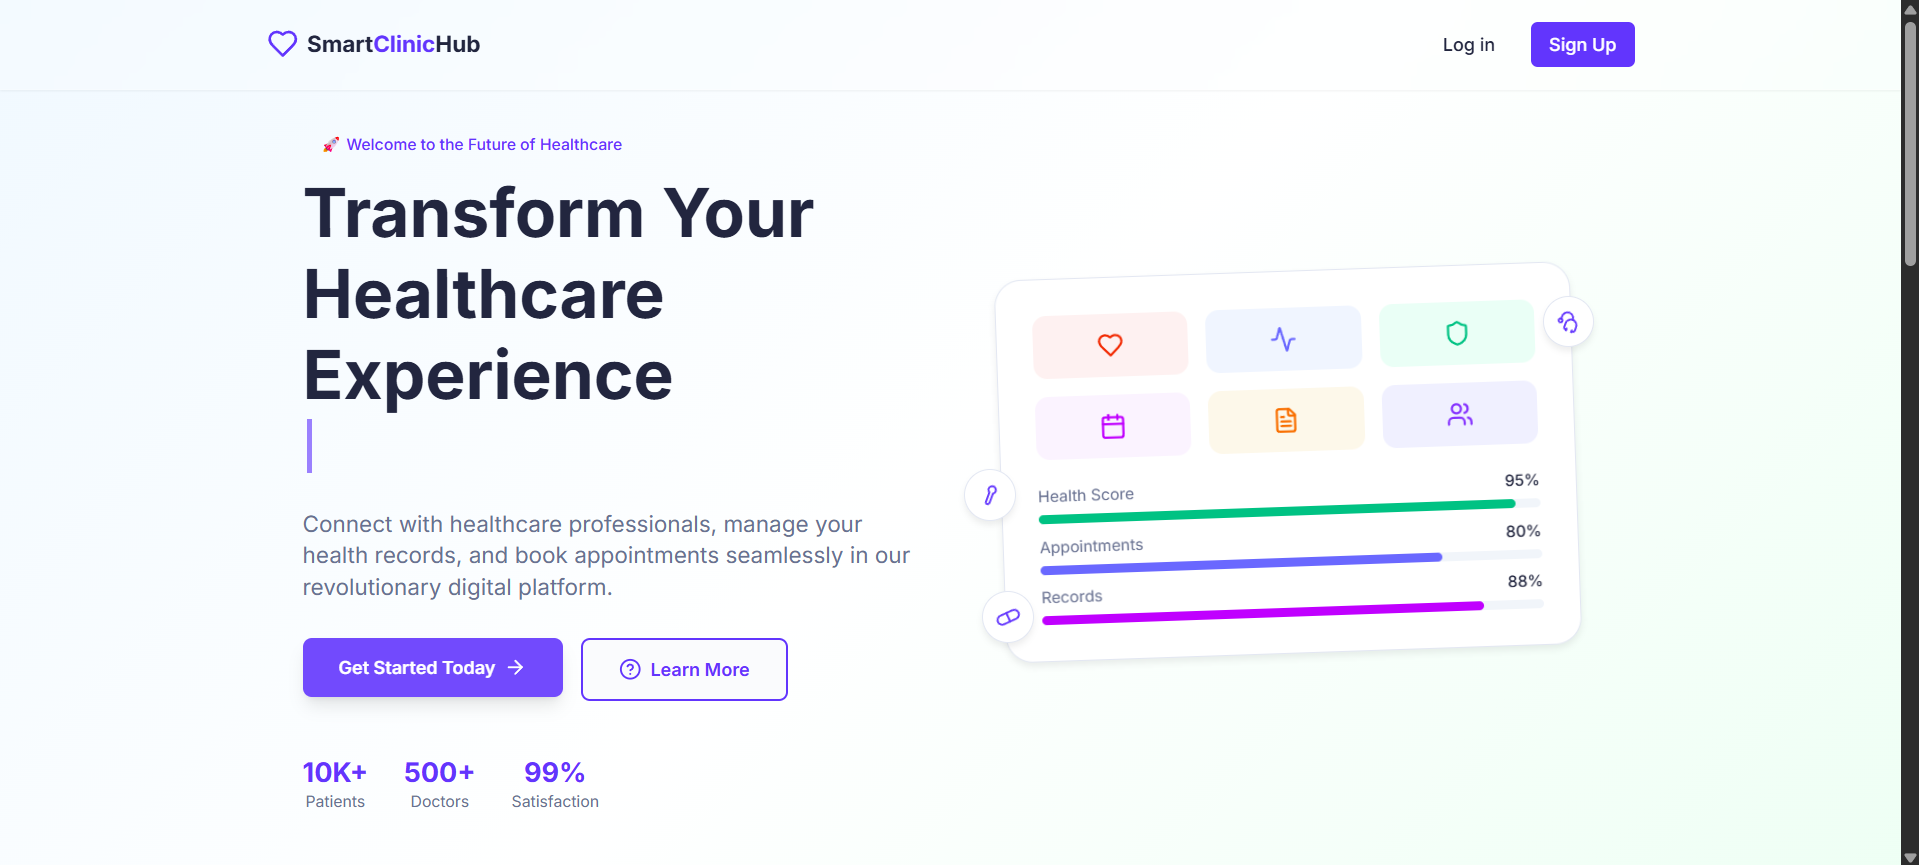 SmartClinicHub
Log in
Sign Up
🚀 Welcome to the Future of Healthcare
Transform Your
Healthcare
Experience
Connect with healthcare professionals, manage your
health records, and book appointments seamlessly in our
revolutionary digital platform.
Get Started Today
Learn More
10K+
Patients
500+
Doctors
99%
Satisfaction
Health Score
95%
Appointments
80%
Records
88%